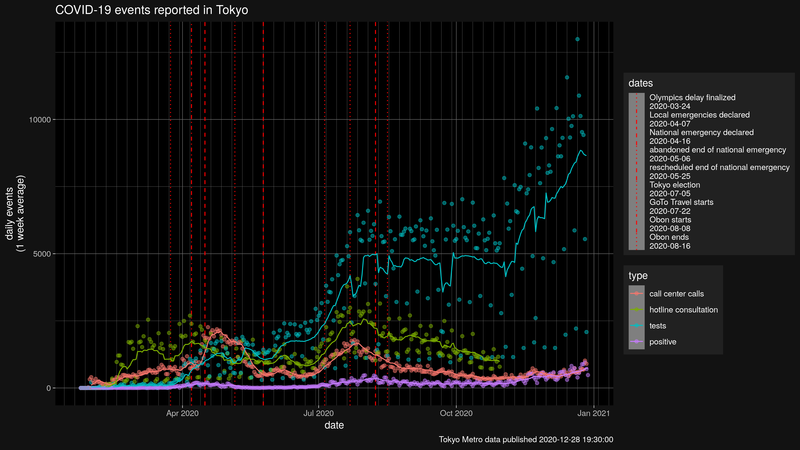 COVID-19 events reported in Tokyo
daily events
(1 week average)
10000
5000
0
Apr 2020
Jul 2020
Oct 2020
Jan 2021
date
Tokyo Metro data published 2020-12-28 19:30:00
dates
Olympics delay finalized
2020-03-24
Local emergencies declared
2020-04-07
National emergency declared
2020-04-16
abandoned end of national emergency
2020-05-06
rescheduled end of national emergency
2020-05-25
Tokyo election
2020-07-05
GoTo Travel starts
2020-07-22
Obon starts
2020-08-08
Obon ends
2020-08-16
type
call center calls
hotline consultation
tests
positive